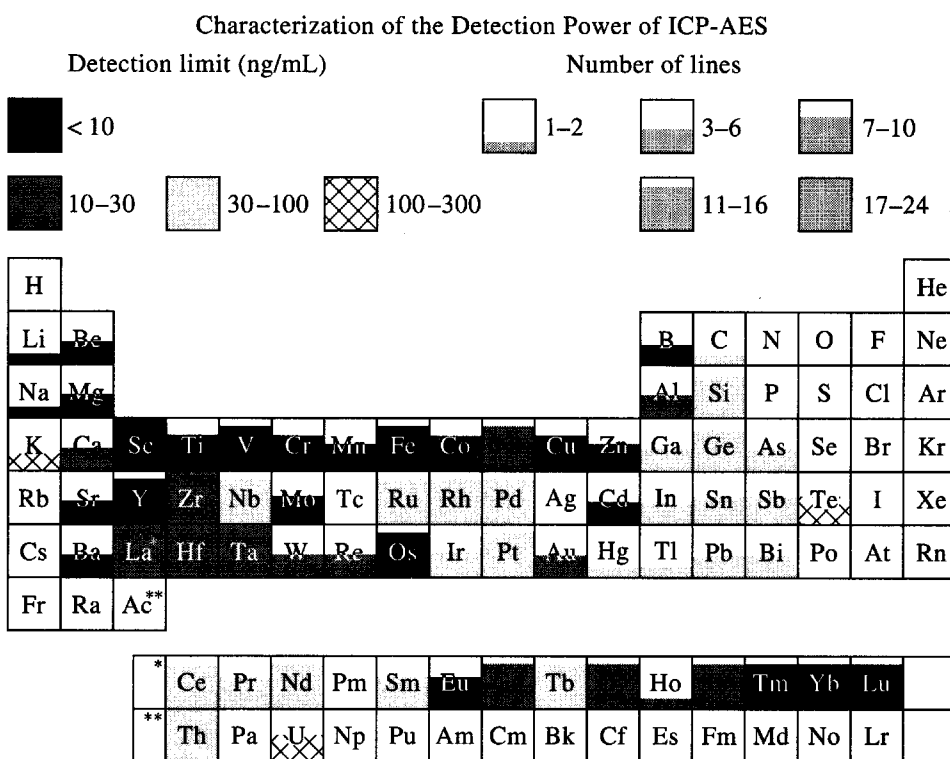 Characterization of the Detection Power of ICP-AES
Detection limit (ng/mL) Number of lines
< 10 1–2 3–6 7–10
10–30 30–100 100–300 11–16 17–24
H He
Li Be B C N O F Ne
Na Mg Al Si P S Cl Ar
K Ca Sc Ti V Cr Mn Fe Co Cu Zn Ga Ge As Se Br Kr
Rb Sr Y Zr Nb Mo Tc Ru Rh Pd Ag Cd In Sn Sb Te I Xe
Cs Ba La* Hf Ta W Re Os Ir Pt Au Hg Tl Pb Bi Po At Rn
Fr Ra Ac**
* Ce Pr Nd Pm Sm Eu Tb Ho Tm Yb Lu
** Th Pa U Np Pu Am Cm Bk Cf Es Fm Md No Lr